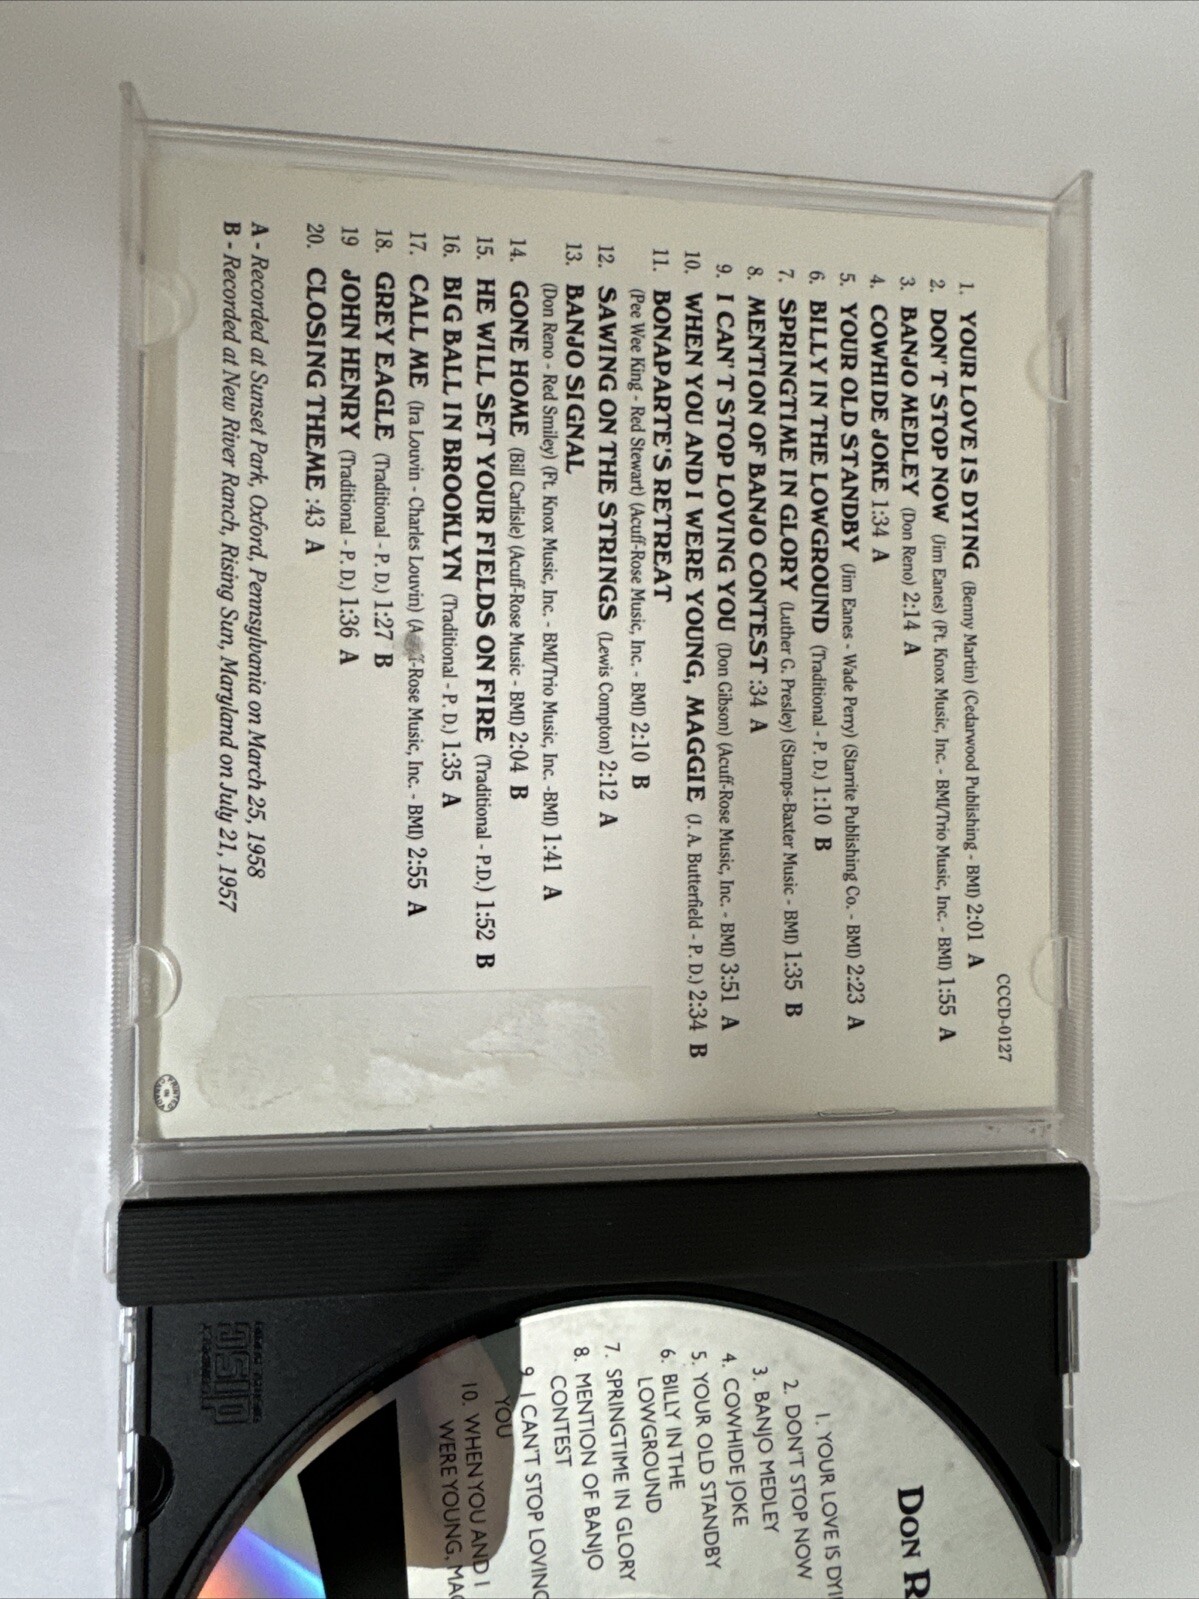 CCCD-0127
1. YOUR LOVE IS DYING (Benny Martin) (Cedarwood Publishing - BMI) 2:01 A
2. DON'T STOP NOW (Jim Eanes) (Ft. Knox Music, Inc. - BMI/Trio Music, Inc. - BMI) 1:55 A
3. BANJO MEDLEY (Don Reno) 2:14 A
4. COWHIDE JOKE 1:34 A
5. YOUR OLD STANDBY (Jim Eanes - Wade Perry) (Starrite Publishing Co. - BMI) 2:23 A
6. BILLY IN THE LOWGROUND (Traditional - P. D.) 1:10 B
7. SPRINGTIME IN GLORY (Luther G. Presley) (Stamps-Baxter Music - BMI) 1:35 B
8. MENTION OF BANJO CONTEST :34 A
9. I CAN'T STOP LOVING YOU (Don Gibson) (Acuff-Rose Music, Inc. - BMI) 3:51 A
10. WHEN YOU AND I WERE YOUNG, MAGGIE (J. A. Butterfield - P. D.) 2:34 B
11. BONAPARTE'S RETREAT
(Pee Wee King - Red Stewart) (Acuff-Rose Music, Inc. - BMI) 2:10 B
12. SAWING ON THE STRINGS (Lewis Compton) 2:12 A
13. BANJO SIGNAL
(Don Reno - Red Smiley) (Ft. Knox Music, Inc. - BMI/Trio Music, Inc. -BMI) 1:41 A
14. GONE HOME (Bill Carlisle) (Acuff-Rose Music - BMI) 2:04 B
15. HE WILL SET YOUR FIELDS ON FIRE (Traditional - P.D.) 1:52 B
16. BIG BALL IN BROOKLYN (Traditional - P. D.) 1:35 A
17. CALL ME (Ira Louvin - Charles Louvin) (Acuff-Rose Music, Inc. - BMI) 2:55 A
18. GREY EAGLE (Traditional - P. D.) 1:27 B
19 JOHN HENRY (Traditional - P. D.) 1:36 A
20. CLOSING THEME :43 A
A - Recorded at Sunset Park, Oxford, Pennsylvania on March 25, 1958
B - Recorded at New River Ranch, Rising Sun, Maryland on July 21, 1957
PRINTED IN CANADA
DON R
1. YOUR LOVE IS DYI
2. DON'T STOP NOW
3. BANJO MEDLEY
4. COWHIDE JOKE
5. YOUR OLD STANDBY
6. BILLY IN THE
LOWGROUND
7. SPRINGTIME IN GLORY
8. MENTION OF BANJO
CONTEST
9. I CAN'T STOP LOVING
YOU
10. WHEN YOU AND I
WERE YOUNG, MAG
disc